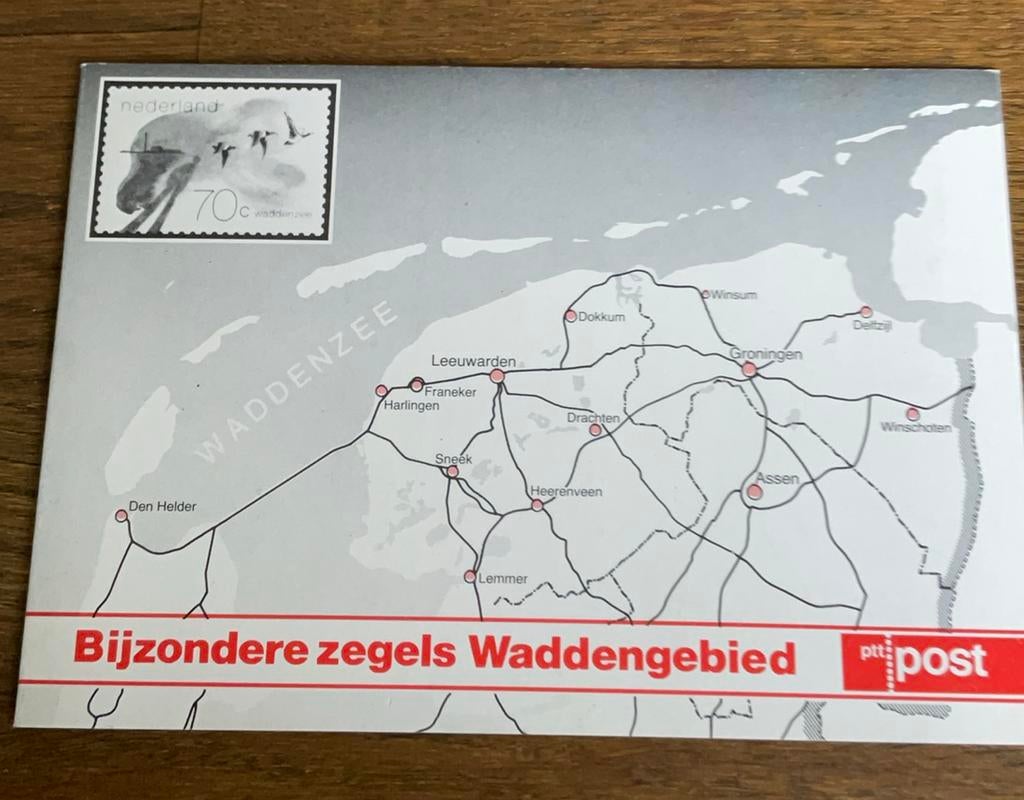 nederland
70c waddenzee
WADDENZEE
Winsum
Dokkum
Delfzijl
Groningen
Leeuwarden
Franeker
Harlingen
Drachten
Winschoten
Sneek
Assen
Heerenveen
Den Helder
Lemmer
Bijzondere zegels Waddengebied
ptt post